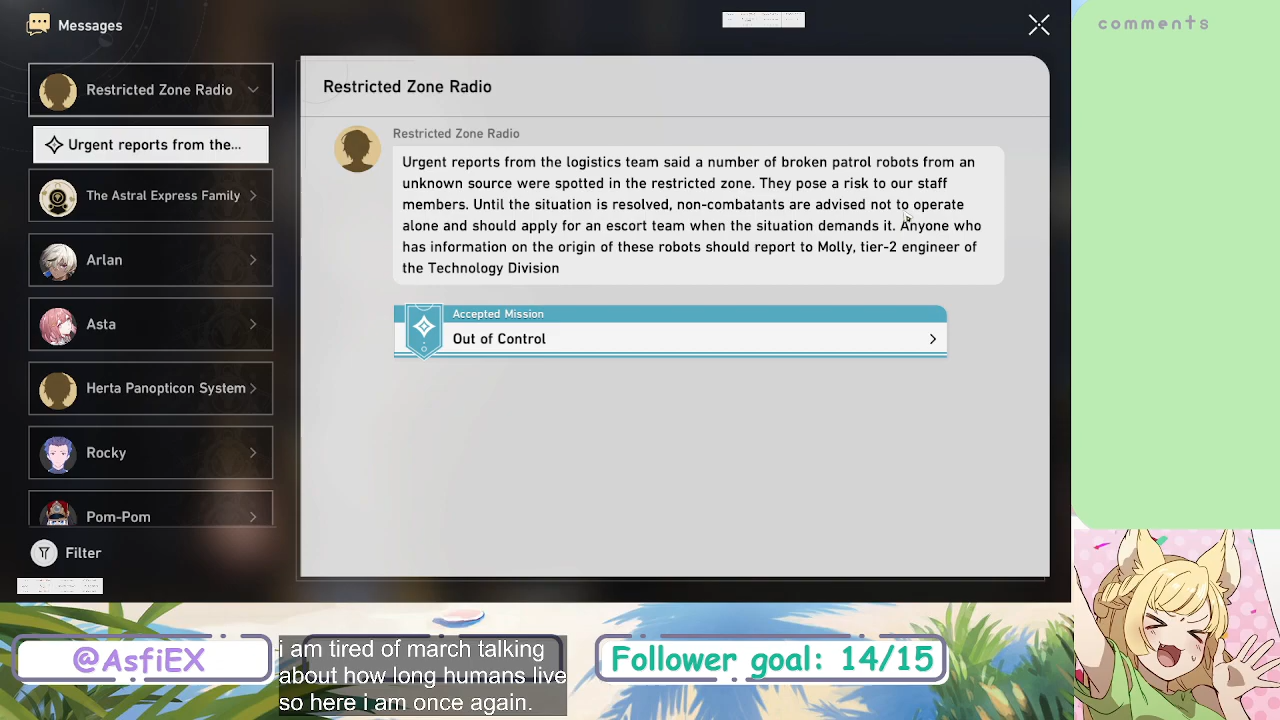 Messages
comments
Restricted Zone Radio
Urgent reports from the...
The Astral Express Family
Arlan
Asta
Herta Panopticon System
Rocky
Pom-Pom
Filter
Restricted Zone Radio
Restricted Zone Radio
Urgent reports from the logistics team said a number of broken patrol robots from an
unknown source were spotted in the restricted zone. They pose a risk to our staff
members. Until the situation is resolved, non-combatants are advised not to operate
alone and should apply for an escort team when the situation demands it. Anyone who
has information on the origin of these robots should report to Molly, tier-2 engineer of
the Technology Division
Accepted Mission
Out of Control
@AsfiEX
i am tired of march talking
about how long humans live
so here i am once again.
Follower goal: 14/15